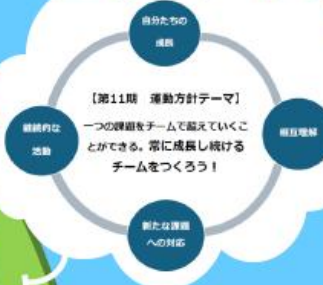 自分たちの
成長
【第11期 運動方針テーマ】
一つの課題をチームで超えていくこ
とができる。常に成長し続ける
チームをつくろう！
継続的な
活動
相互理解
新たな課題
への対応